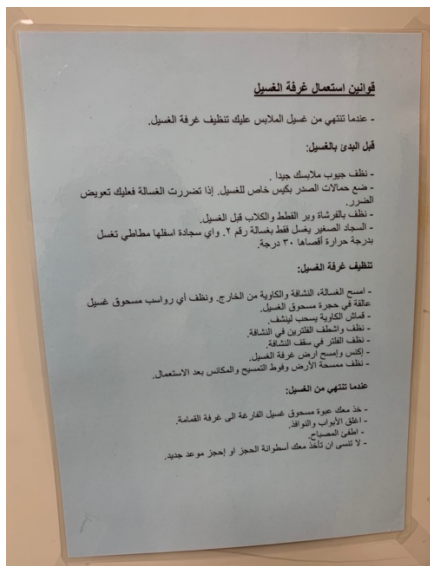 قوانين استعمال غرفة الغسيل
- عندما تنتهي من غسيل الملابس عليك تنظيف غرفة الغسيل.
قبل البدئ بالغسيل:
- نظف جيوب ملابسك جيدا .
- ضع حمالات الصدر بكيس خاص للغسيل. إذا تضررت الغسالة فعليك تعويض
الضرر.
- نظف بالفرشاة وبر القطط والكلاب قبل الغسيل.
- السجاد الصغير يغسل فقط بغسالة رقم ٢. واي سجادة اسفلها مطاطي تغسل
بدرجة حرارة أقصاها ٣٠ درجة.
تنظيف غرفة الغسيل:
- امسح الغسالة، النشافة والكاوية من الخارج. ونظف أي رواسب مسحوق غسيل
عالقة في حجرة مسحوق الغسيل.
- قماش الكاوية يسحب لينشف.
- نظف واشطف الفلترين في النشافة.
- نظف الفلتر في سقف النشافة.
- إكنس وإمسح ارض غرفة الغسيل.
- نظف ممسحة الأرض وفوط التمسيح والمكانس بعد الاستعمال.
عندما تنتهي من الغسيل:
- خذ معك عبوة مسحوق غسيل الفارغة الى غرفة القمامة.
- اغلق الأبواب والنوافذ.
- اطفئ المصباح.
- لا تنسى ان تأخذ معك أسطوانة الحجز او إحجز موعد جديد.